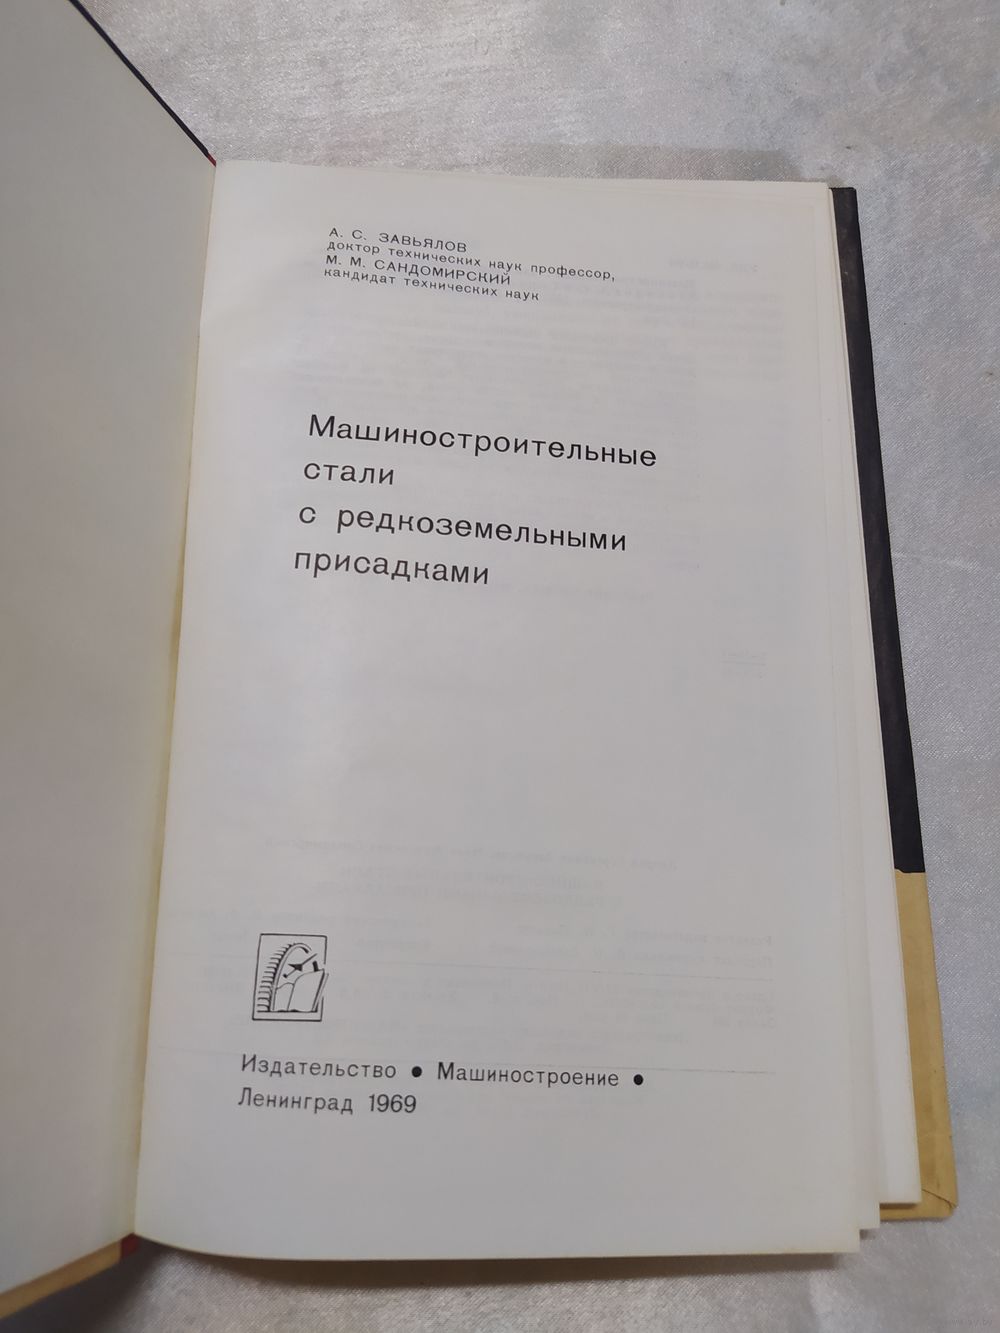 А. С. ЗАВЬЯЛОВ
доктор технических наук профессор,
М. М. САНДОМИРСКИЙ
кандидат технических наук
Машиностроительные
стали
с редкоземельными
присадками
Издательство ● Машиностроение ●
Ленинград 1969